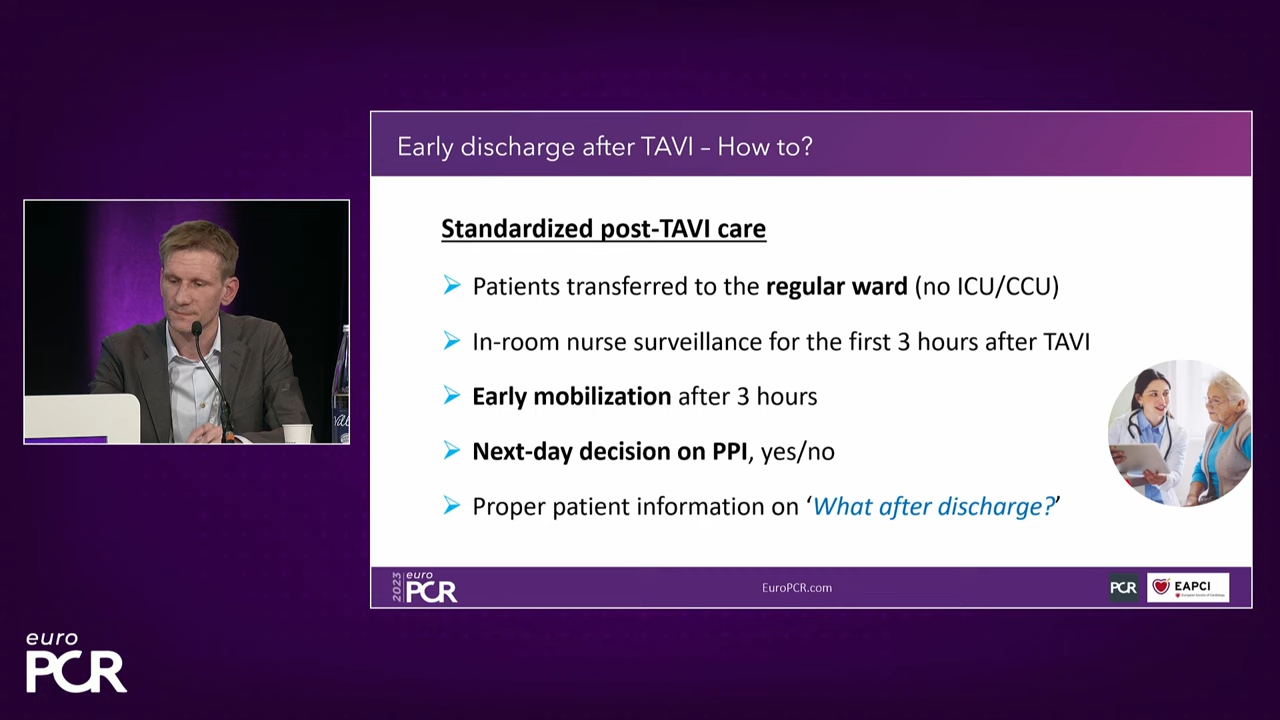 Early discharge after TAVI – How to?
Standardized post-TAVI care
Patients transferred to the regular ward (no ICU/CCU)
In-room nurse surveillance for the first 3 hours after TAVI
Early mobilization after 3 hours
Next-day decision on PPI, yes/no
Proper patient information on ‘What after discharge?’
2023 euro PCR
EuroPCR.com
PCR
EAPCI
euro
PCR